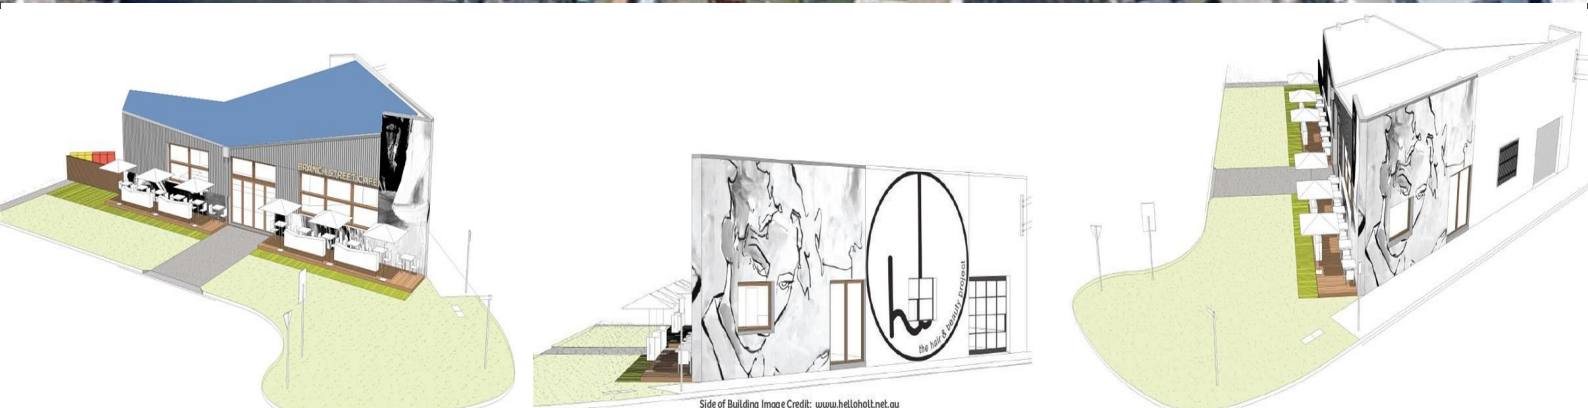 BRANCH STREET CAFE
the hair & beauty project
Side of Building Image Credit: www.helloholt.net.au